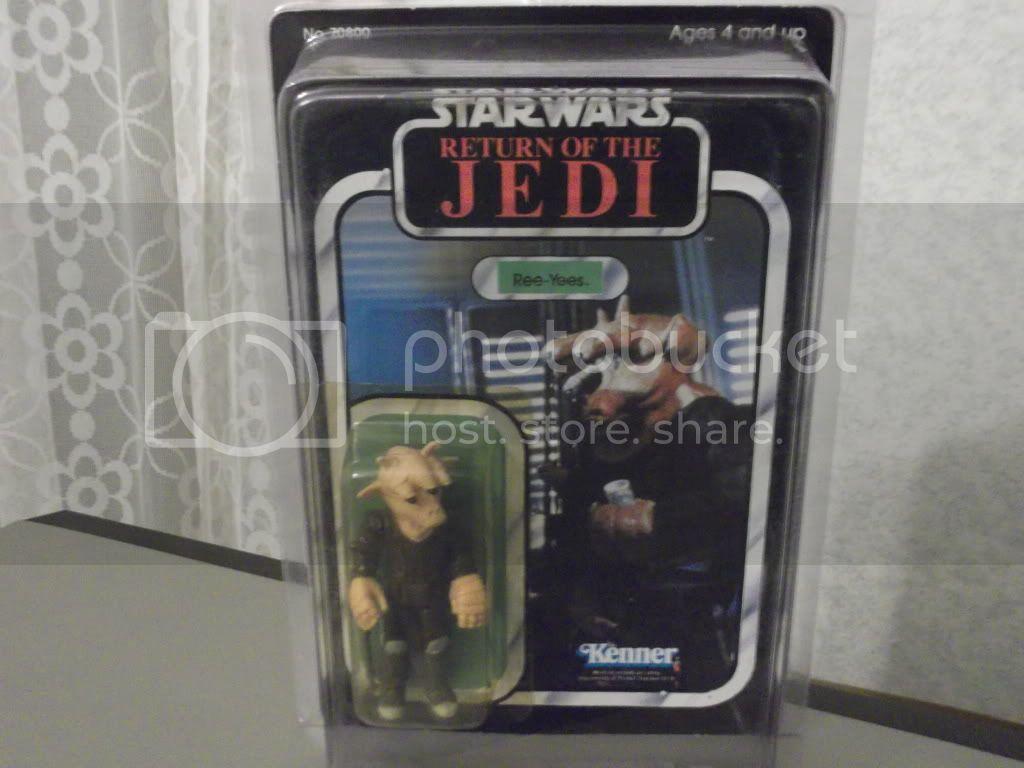 No. 70800
Ages 4 and up
STAR WARS
RETURN OF THE
JEDI
Ree-Yees.
photobucket
host. store. share.
Kenner